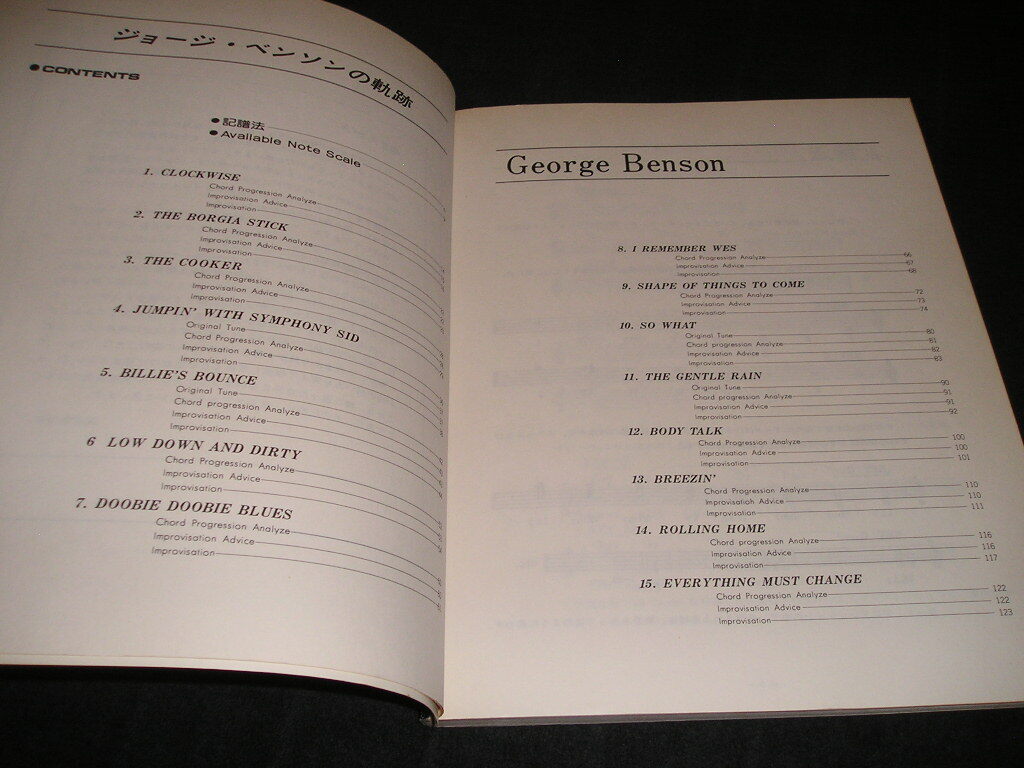 ジョージ・ベンソンの軌跡
●CONTENTS
●記譜法
●Available Note Scale
1. CLOCKWISE
Chord Progression Analyze
Improvisation Advice
Improvisation
2. THE BORGIA STICK
Chord Progression Analyze
Improvisation Advice
Improvisation
3. THE COOKER
Chord Progression Analyze
Improvisation Advice
Improvisation
4. JUMPIN' WITH SYMPHONY SID
Original Tune
Chord Progression Analyze
Improvisation Advice
Improvisation
5. BILLIE'S BOUNCE
Original Tune
Chord progression Analyze
Improvisation Advice
Improvisation
6 LOW DOWN AND DIRTY
Chord Progression Analyze
Improvisation Advice
Improvisation
7. DOOBIE DOOBIE BLUES
Chord Progression Analyze
Improvisation Advice
Improvisation
George Benson
8. I REMEMBER WES
Chord Progression Analyze 66
Improvisation Advice 67
Improvisation 68
9. SHAPE OF THINGS TO COME
Chord Progression Analyze 72
Improvisation Advice 73
Improvisation 74
10. SO WHAT
Original Tune 80
Chord progression Analyze 81
Improvisation Advice 82
Improvisation 83
11. THE GENTLE RAIN
Original Tune 90
Chord progression Analyze 91
Improvisation Advice 91
Improvisation 92
12. BODY TALK
Chord Progression Analyze 100
Improvisation Advice 100
Improvisation 101
13. BREEZIN'
Chord Progression Analyze 110
Improvisation Advice 110
Improvisation 111
14. ROLLING HOME
Chord progression Analyze 116
Improvisation Advice 116
Improvisation 117
15. EVERYTHING MUST CHANGE
Chord Progression Analyze 122
Improvisation Advice 122
Improvisation 123